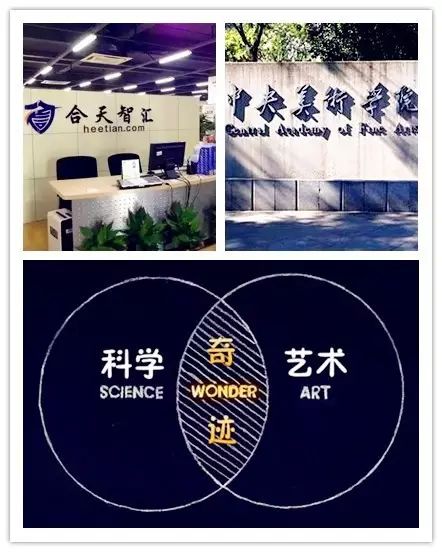 合天智汇
heetian.com
中央美術学院
Central Academy of Fine Arts
科学
SCIENCE
奇
WONDER
迹
艺术
ART